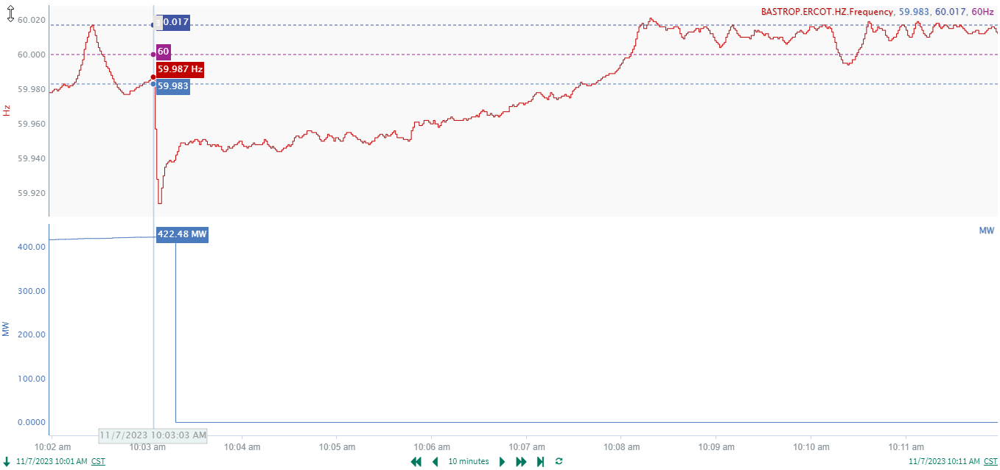 BASTROP.ERCOT.HZ.Frequency, 59.983, 60.017, 60Hz
60.020
0.017
60.000
60
59.987 Hz
59.983
59.980
Hz
59.960
59.940
59.920
422.48 MW
MW
400.00
300.00
MW
200.00
100.00
0.0000
11/7/2023 10:03:03 AM
10:02 am 10:03 am 10:04 am 10:05 am 10:06 am 10:07 am 10:08 am 10:09 am 10:10 am 10:11 am
11/7/2023 10:01 AM CST 10 minutes 11/7/2023 10:11 AM CST